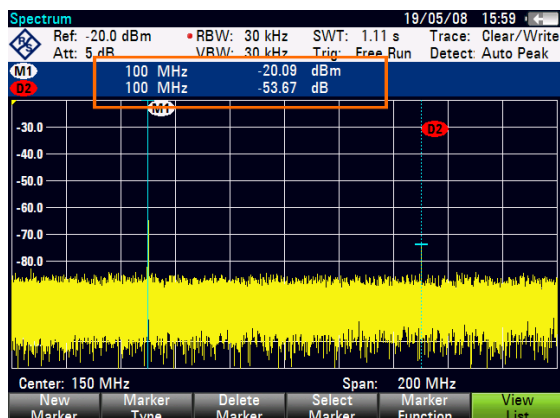 Spectrum 19/05/08 15:59
Ref: -20.0 dBm • RBW: 30 kHz SWT: 1.11 s Trace: Clear/Write
Att: 5 dB VBW: 30 kHz Trig: Free Run Detect: Auto Peak
M1 100 MHz -20.09 dBm
D2 100 MHz -53.67 dB
M1
D2
-30.0
-40.0
-50.0
-60.0
-70.0
-80.0
Center: 150 MHz Span: 200 MHz
New Marker Delete Select Marker View
Marker Type Marker Marker Function List